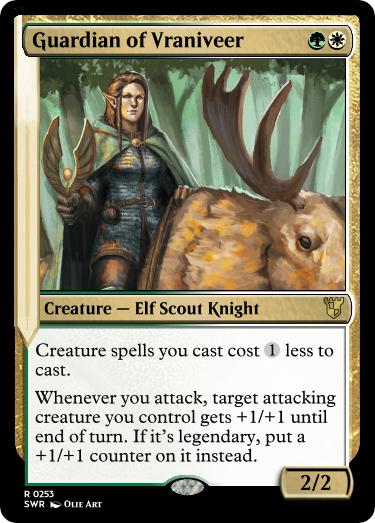 Guardian of Vraniveer
Creature — Elf Scout Knight
Creature spells you cast cost 1 less to
cast.
Whenever you attack, target attacking
creature you control gets +1/+1 until
end of turn. If it's legendary, put a
+1/+1 counter on it instead.
2/2
R 0253
SWR Olie Art